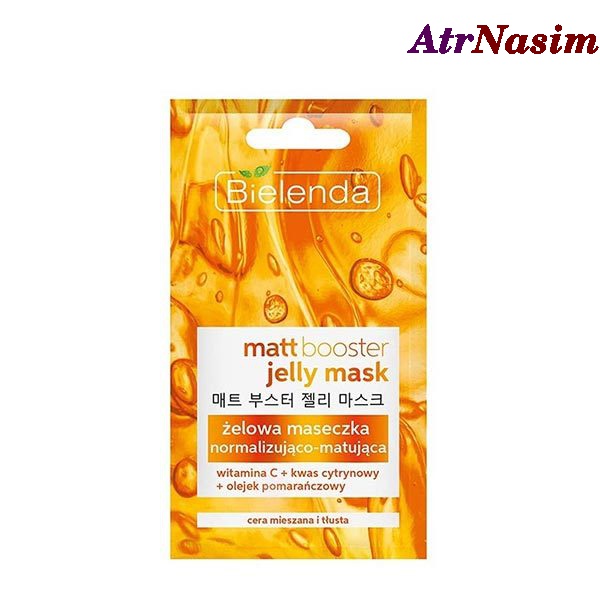 AtrNasim
Bielenda
matt booster
jelly mask
매트 부스터 젤리 마스크
żelowa maseczka
normalizująco-matująca
witamina C + kwas cytrynowy
+ olejek pomarańczowy
cera mieszana i tłusta